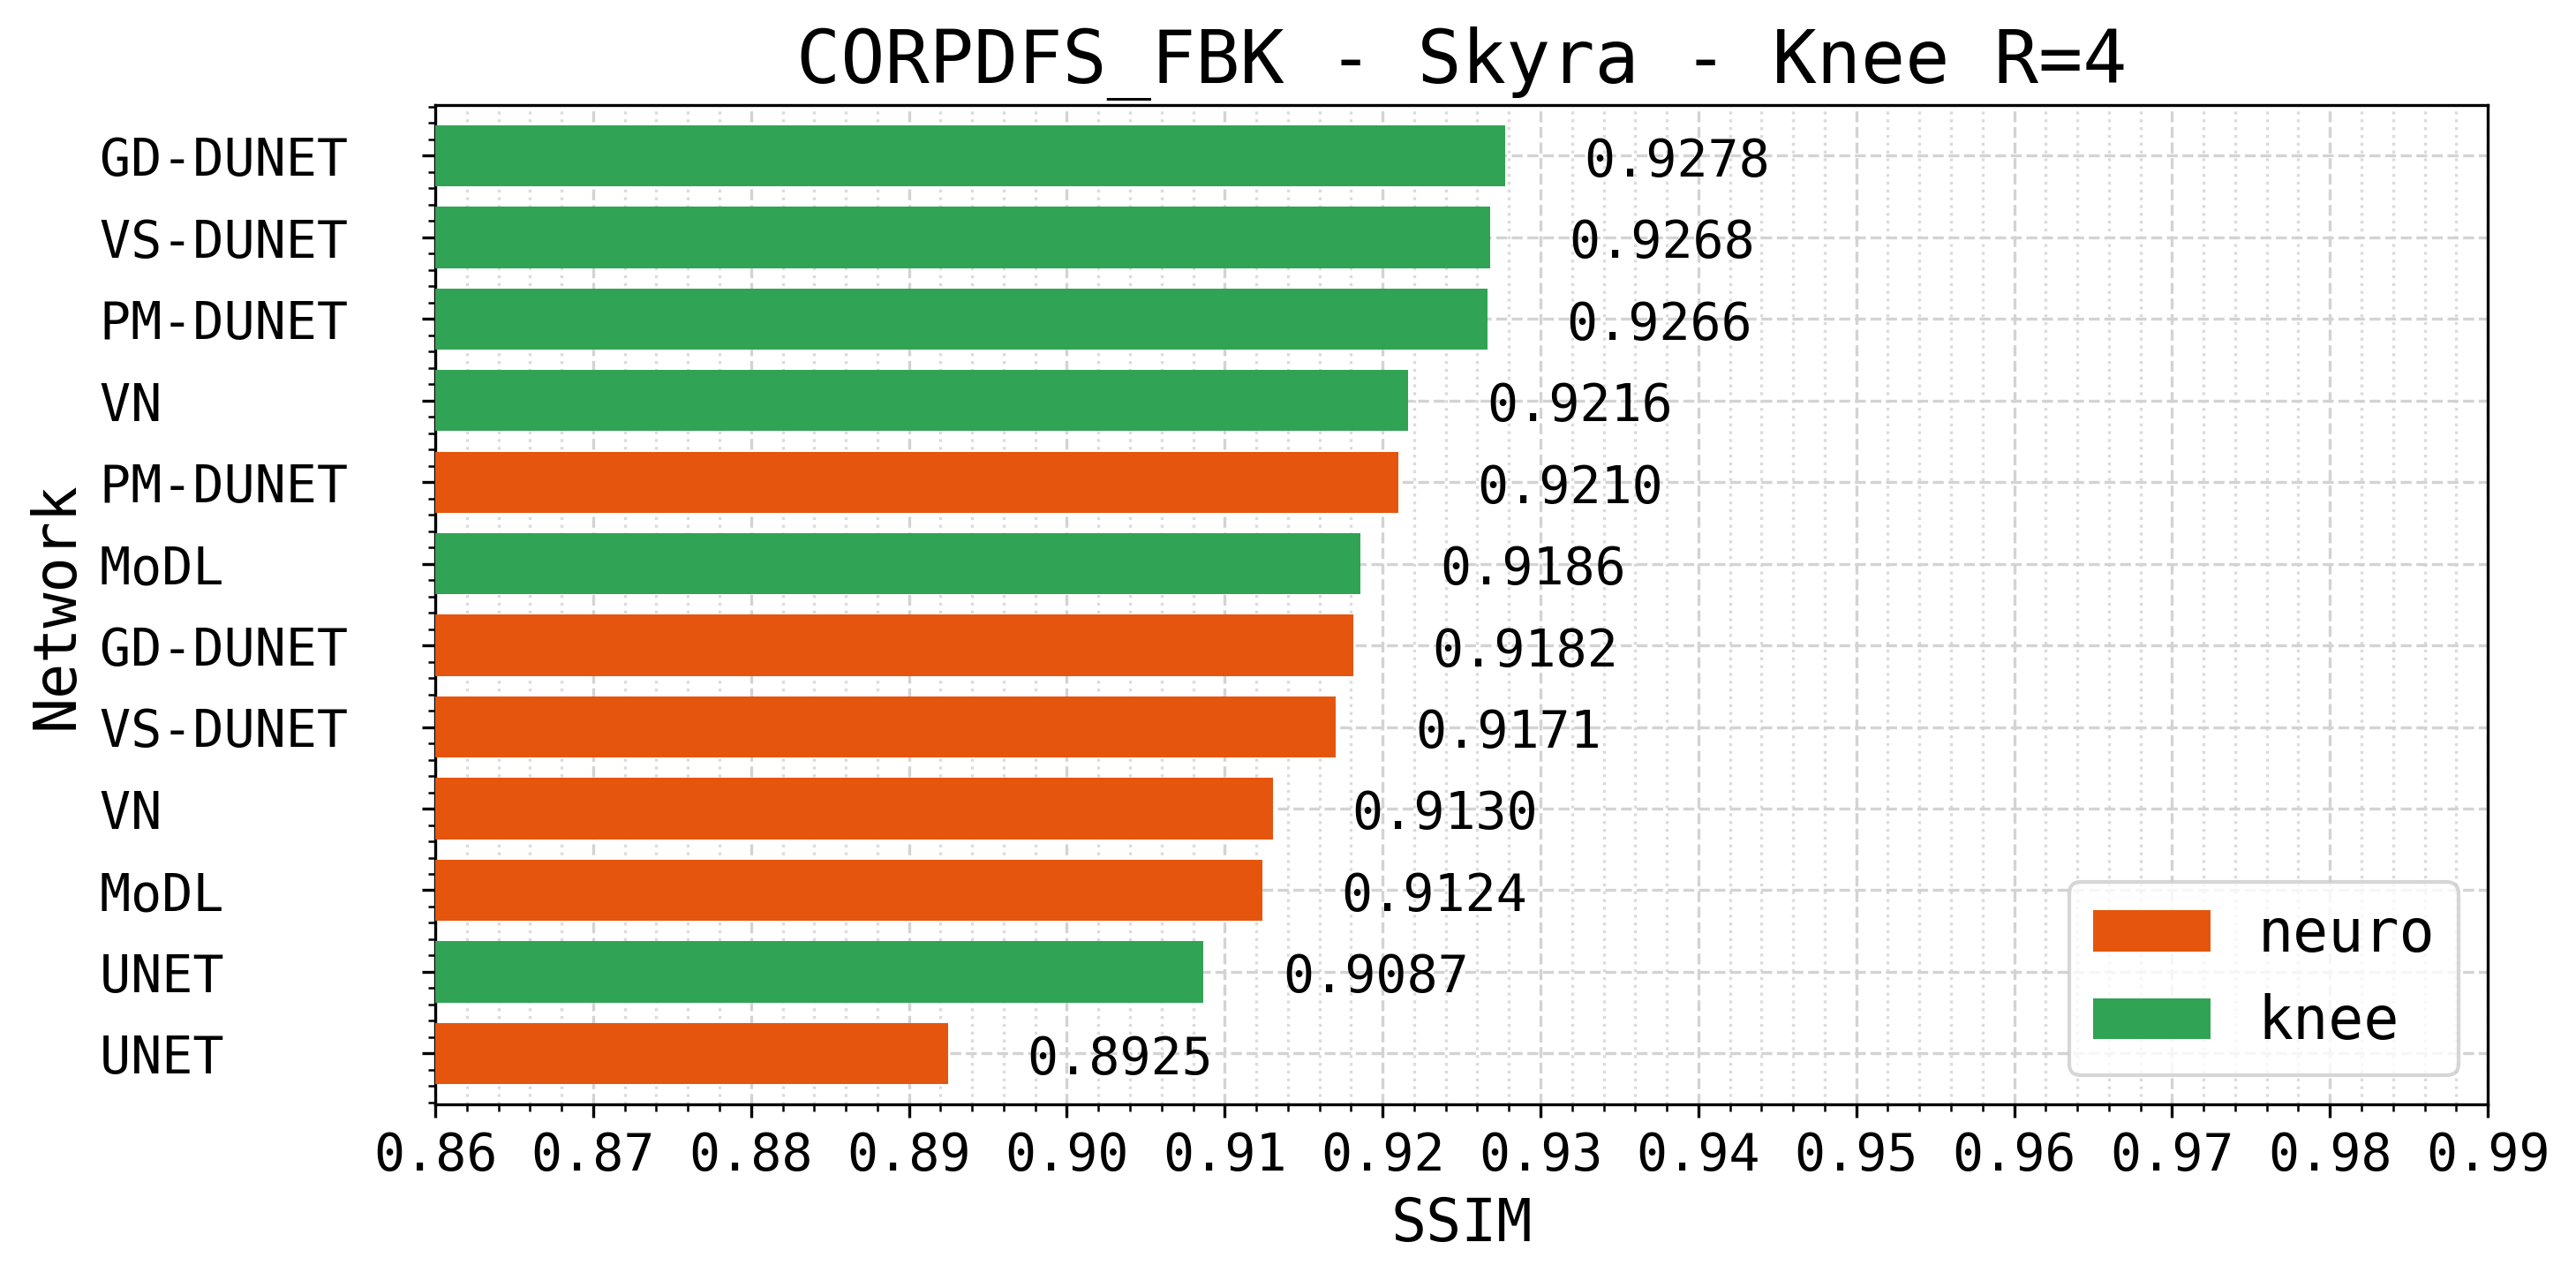 CORPDFS_FBK - Skyra - Knee R=4
Network
GD-DUNET 0.9278
VS-DUNET 0.9268
PM-DUNET 0.9266
VN 0.9216
PM-DUNET 0.9210
MoDL 0.9186
GD-DUNET 0.9182
VS-DUNET 0.9171
VN 0.9130
MoDL 0.9124
UNET 0.9087
UNET 0.8925
neuro
knee
0.86 0.87 0.88 0.89 0.90 0.91 0.92 0.93 0.94 0.95 0.96 0.97 0.98 0.99
SSIM